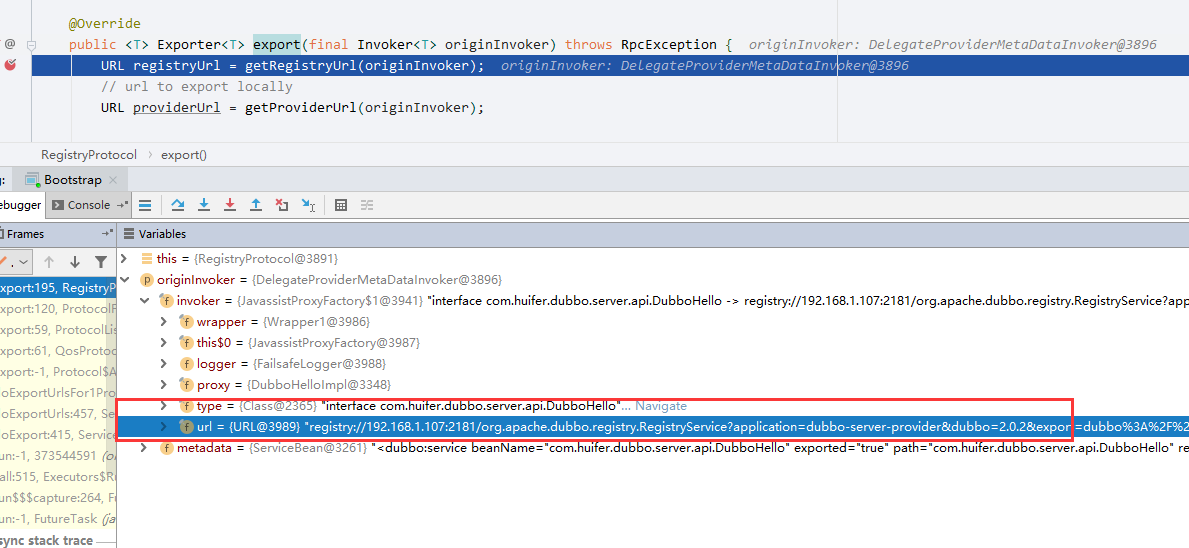 @Override
@ public <T> Exporter<T> export(final Invoker<T> originInvoker) throws RpcException { originInvoker: DelegateProviderMetaDataInvoker@3896
URL registryUrl = getRegistryUrl(originInvoker); originInvoker: DelegateProviderMetaDataInvoker@3896
// url to export locally
URL providerUrl = getProviderUrl(originInvoker);
RegistryProtocol › export()
g: Bootstrap ×
ebugger Console
Frames Variables
this = {RegistryProtocol@3891}
originInvoker = {DelegateProviderMetaDataInvoker@3896}
xport:195, RegistryP
invoker = {JavassistProxyFactory$1@3941} "interface com.huifer.dubbo.server.api.DubboHello -> registry://192.168.1.107:2181/org.apache.dubbo.registry.RegistryService?app
xport:120, ProtocolF
wrapper = {Wrapper1@3986}
xport:59, ProtocolLis
this$0 = {JavassistProxyFactory@3987}
xport:61, QosProtoc
logger = {FailsafeLogger@3988}
xport:-1, Protocol$A
proxy = {DubboHelloImpl@3348}
oExportUrlsFor1Pro
type = {Class@2365} "interface com.huifer.dubbo.server.api.DubboHello"... Navigate
oExportUrls:457, Se
url = {URL@3989} "registry://192.168.1.107:2181/org.apache.dubbo.registry.RegistryService?application=dubbo-server-provider&dubbo=2.0.2&export=dubbo%3A%2F%2
oExport:415, Service
metadata = {ServiceBean@3261} "<dubbo:service beanName="com.huifer.dubbo.server.api.DubboHello" exported="true" path="com.huifer.dubbo.server.api.DubboHello" re
un:-1, 373544591 (o
all:515, Executors$R
un$$$capture:264, Fu
un:-1, FutureTask (ja
sync stack trace